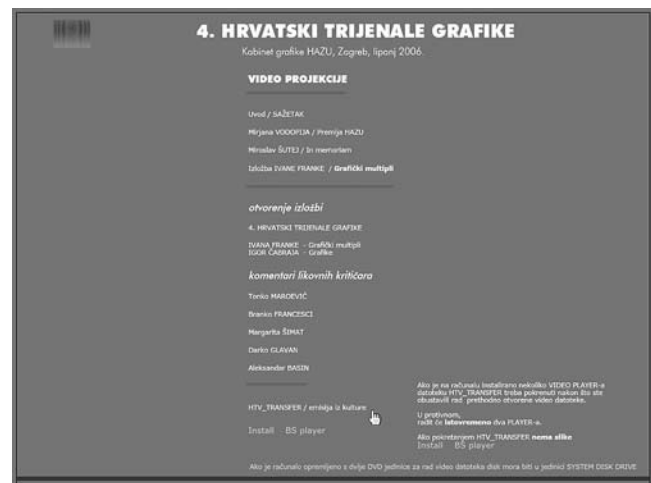 4. HRVATSKI TRIJENALE GRAFIKE
Kabinet grafike HAZU, Zagreb, lipanj 2006.
VIDEO PROJEKCIJE
Uvod / SAŽETAK
Mirjana VODOPIJA / Premija HAZU
Miroslav ŠUTEJ / In memoriam
Izložba IVANE FRANKE / Grafički multipli
otvorenje izložbi
4. HRVATSKI TRIJENALE GRAFIKE
IVANA FRANKE - Grafički multipli
IGOR ČABRAJA - Grafike
komentari likovnih kritičara
Tonko MAROEVIĆ
Branko FRANCESCI
Margarita ŠIMAT
Darko GLAVAN
Aleksandar BASIN
HTV_TRANSFER / emisija iz kulture
Install BS player
Ako je na računalu instalirano nekoliko VIDEO PLAYER-a
datoteku HTV_TRANSFER treba pokrenuti nakon što ste
obustavili rad prethodno otvorene video datoteke.
U protivnom,
radit će istovremeno dva PLAYER-a.
Ako pokretanjem HTV_TRANSFER nema slike
Install BS player
Ako je računalo opremljeno s dvije DVD jedinice za rad video datoteka disk mora biti u jedinici SYSTEM DISK DRIVE